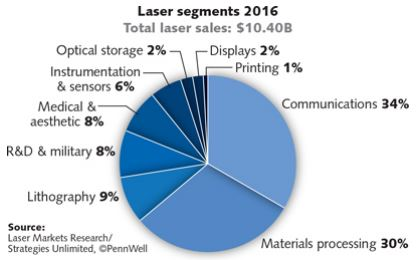 Laser segments 2016
Total laser sales: $10.40B
Optical storage 2%
Displays 2%
Printing 1%
Instrumentation
& sensors 6%
Communications 34%
Medical &
aesthetic 8%
R&D & military 8%
Lithography 9%
Materials processing 30%
Source:
Laser Markets Research/
Strategies Unlimited, ©PennWell